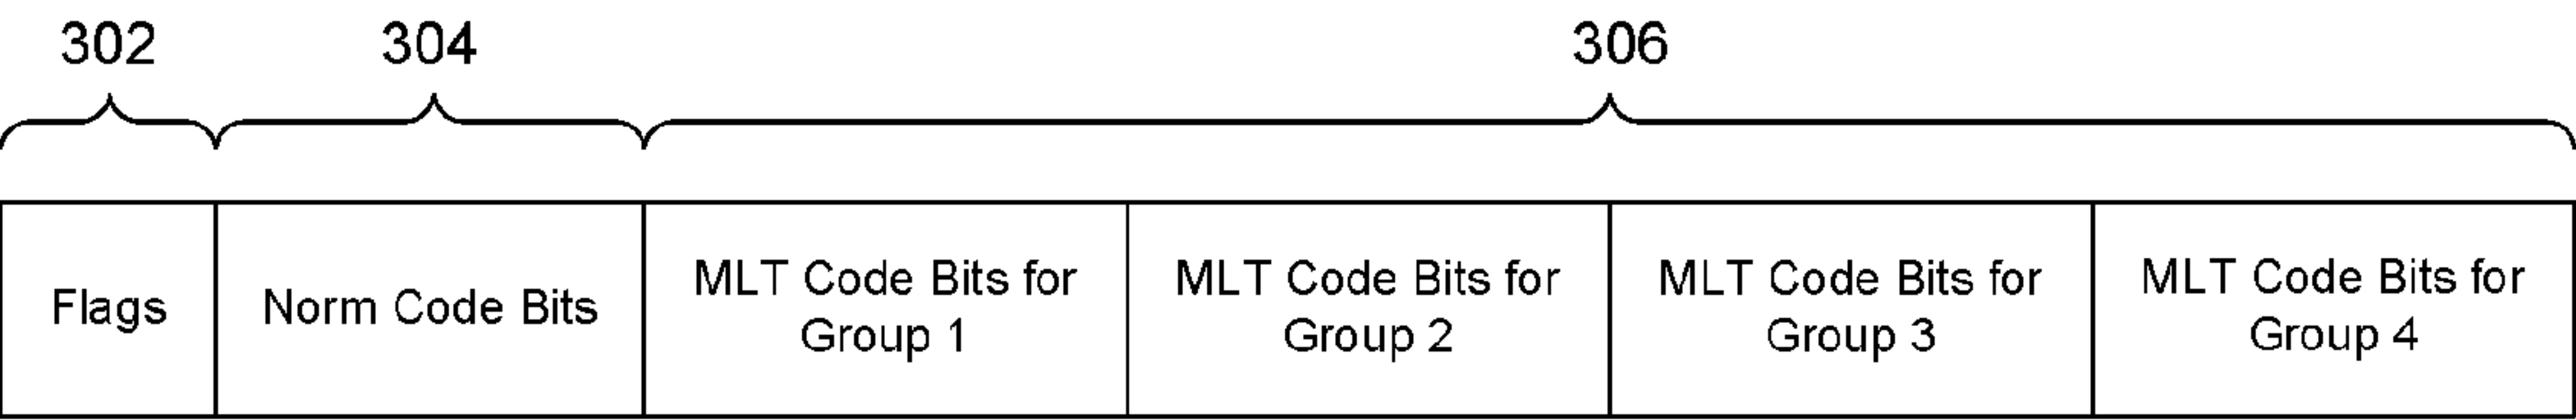 302
304
306
Flags
Norm Code Bits
MLT Code Bits for
Group 1
MLT Code Bits for
Group 2
MLT Code Bits for
Group 3
MLT Code Bits for
Group 4